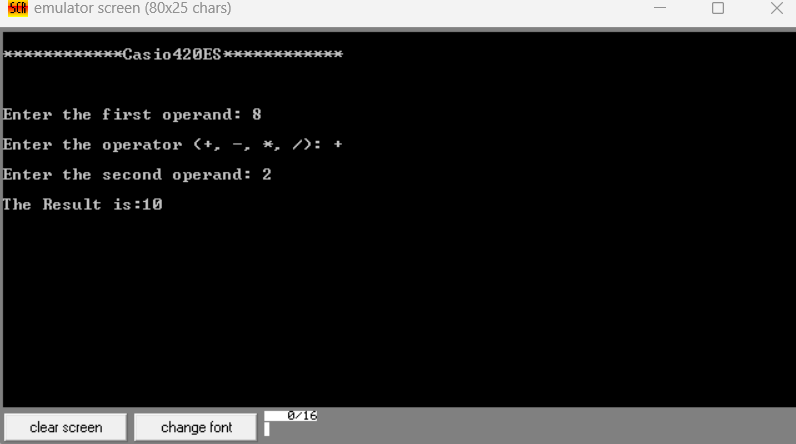 SCR emulator screen (80x25 chars)
************Casio420ES************
Enter the first operand: 8
Enter the operator (+, -, *, /): +
Enter the second operand: 2
The Result is:10
clear screen
change font
0/16